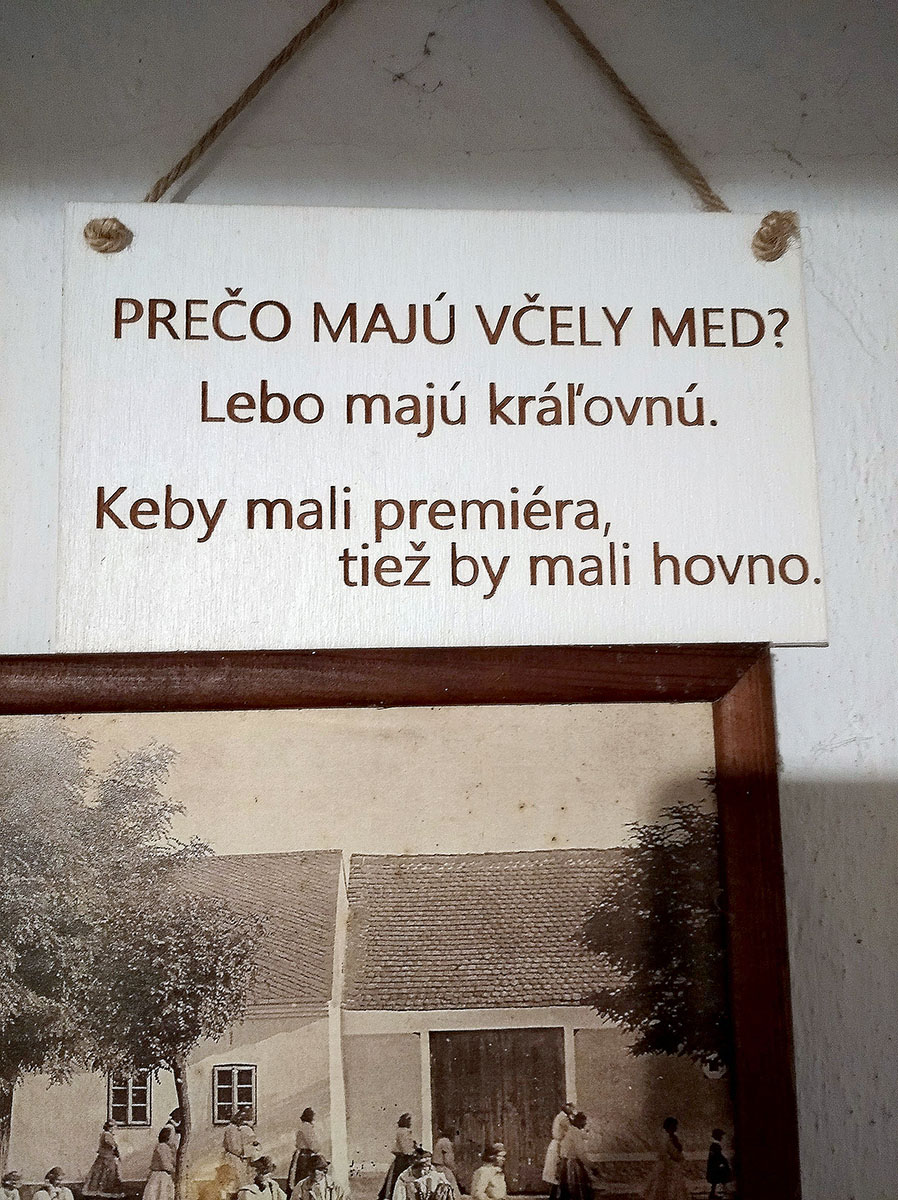 PREČO MAJÚ VČELY MED?
Lebo majú kráľovnú.
Keby mali premiéra,
tiež by mali hovno.